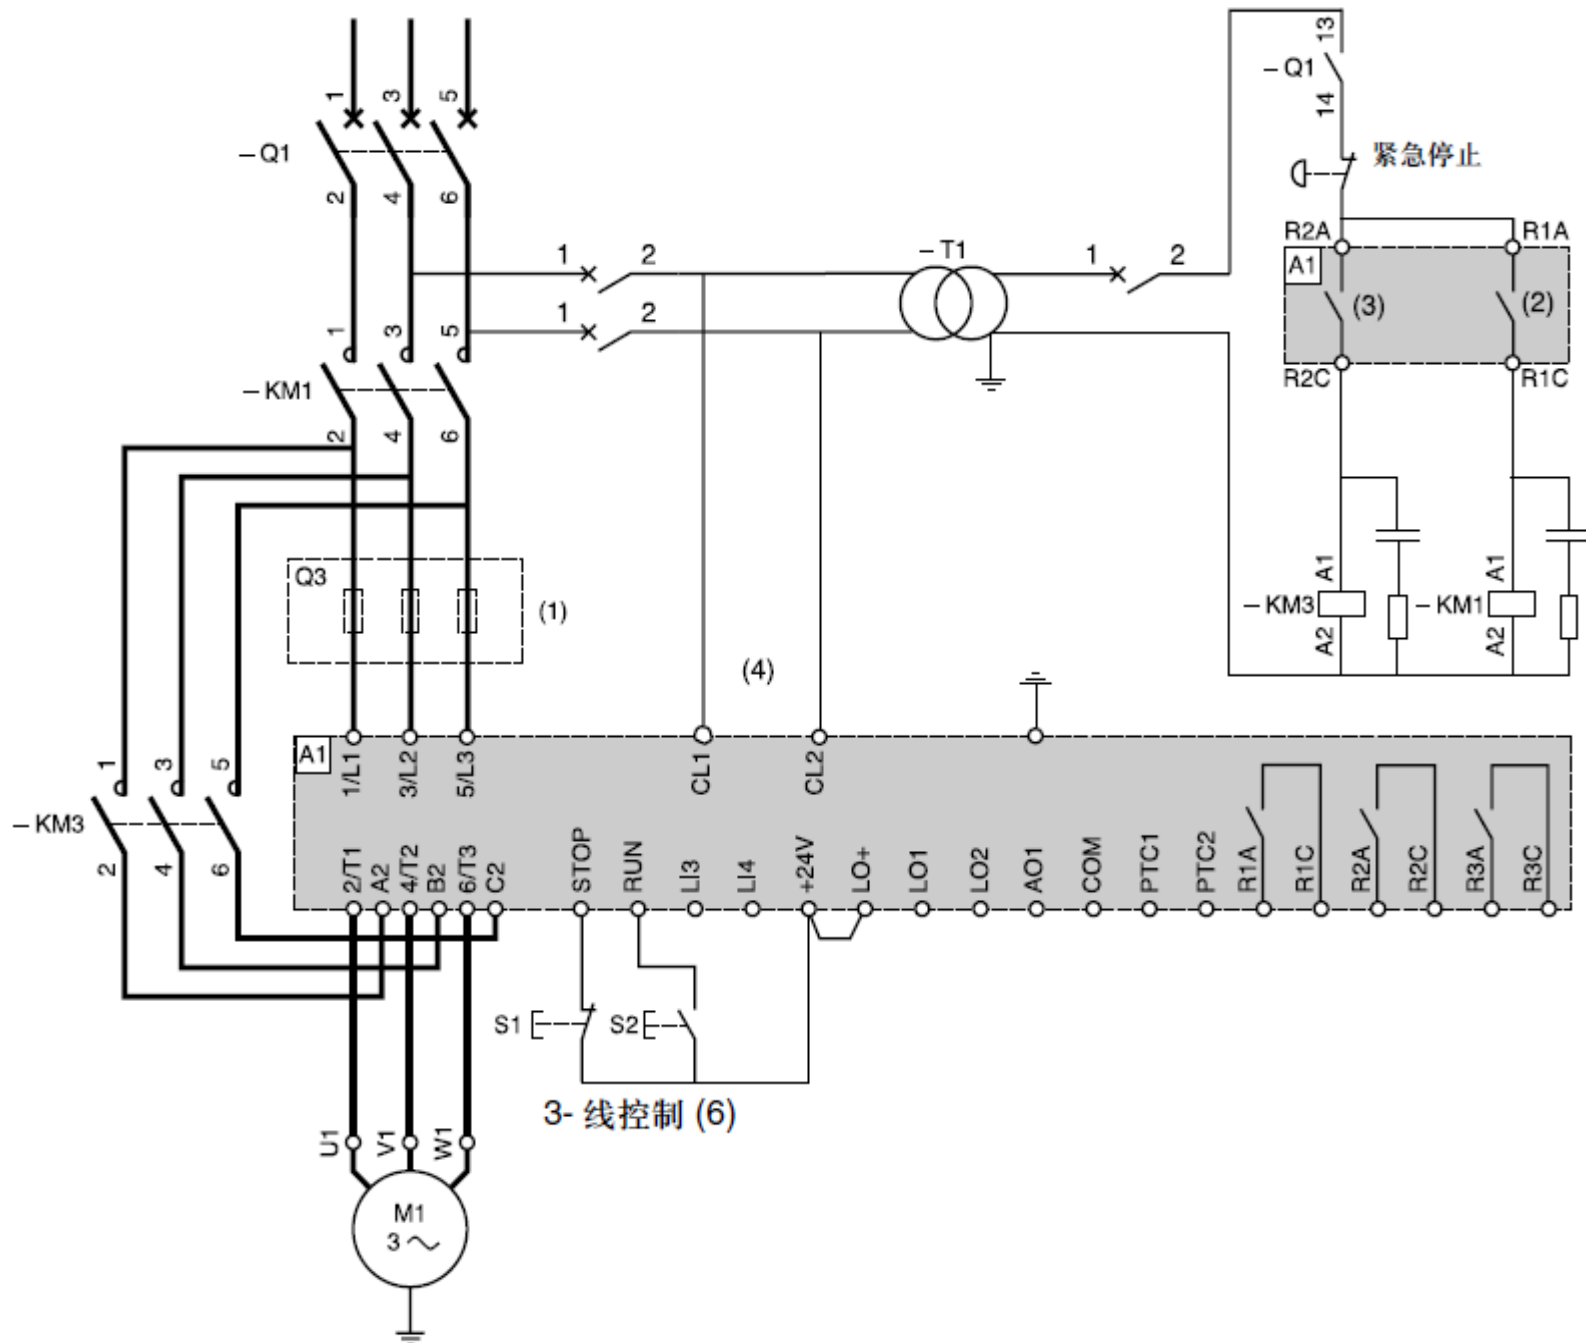 1 3 5
– Q1
2 4 6
13
– Q1
14
紧急停止
1 2
– T1
1 2
1 2
R2A R1A
A1
(3) (2)
R2C R1C
1 3 5
– KM1
2 4 6
Q3
(1)
(4)
A1 A1
– KM3 – KM1
A2 A2
A1
1/L1 3/L2 5/L3 CL1 CL2
1 3 5
– KM3
2 4 6
2/T1 A2 4/T2 B2 6/T3 C2 STOP RUN LI3 LI4 +24V LO+ LO1 LO2 AO1 COM PTC1 PTC2 R1A R1C R2A R2C R3A R3C
S1 S2
3- 线控制 (6)
U1 V1 W1
M1
3